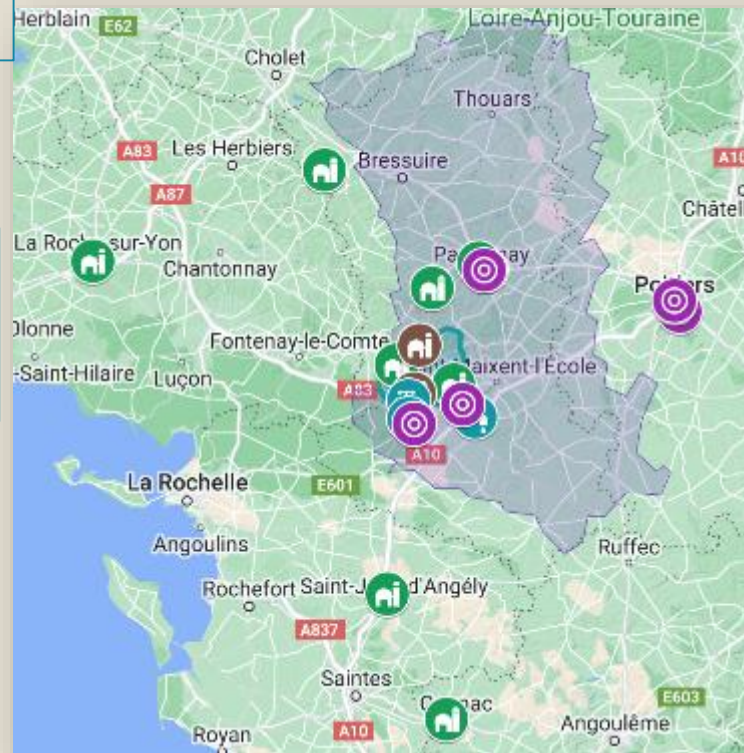 Loire-Anjou-Touraine
Herblain
E62
Cholet
Thouars
A83
Les Herbiers
Bressuire
A10
A87
Châtel
La Roche-sur-Yon
Chantonnay
Fontenay-le-Comte
Olonne
-Saint-Hilaire
Luçon
Maixent-l'École
A83
A10
La Rochelle
E601
Angoulins
Ruffec
Rochefort
Saint-J
d'Angély
A837
Saintes
E603
A10
Angoulême
Royan